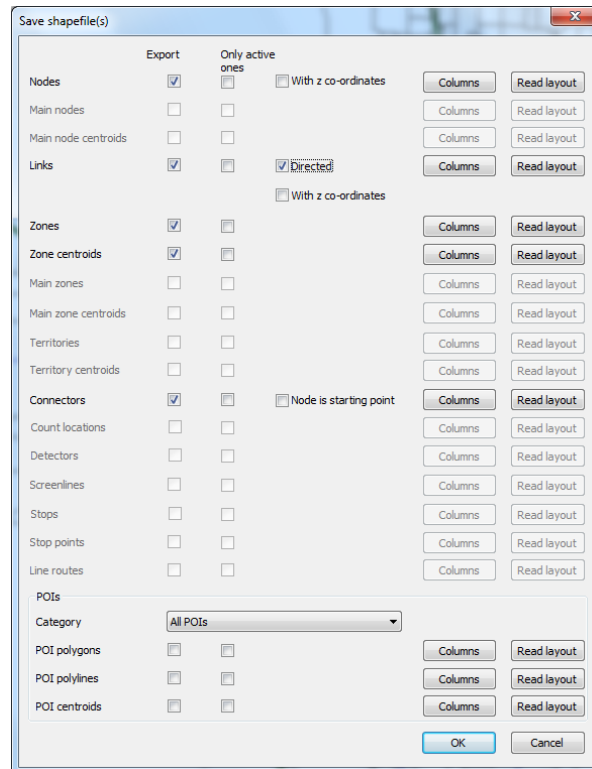 Save shapefile(s)
Export Only active
ones
Nodes With z co-ordinates Columns Read layout
Main nodes Columns Read layout
Main node centroids Columns Read layout
Links Directed Columns Read layout
With z co-ordinates
Zones Columns Read layout
Zone centroids Columns Read layout
Main zones Columns Read layout
Main zone centroids Columns Read layout
Territories Columns Read layout
Territory centroids Columns Read layout
Connectors Node is starting point Columns Read layout
Count locations Columns Read layout
Detectors Columns Read layout
Screenlines Columns Read layout
Stops Columns Read layout
Stop points Columns Read layout
Line routes Columns Read layout
POIs
Category All POIs
POI polygons Columns Read layout
POI polylines Columns Read layout
POI centroids Columns Read layout
OK Cancel